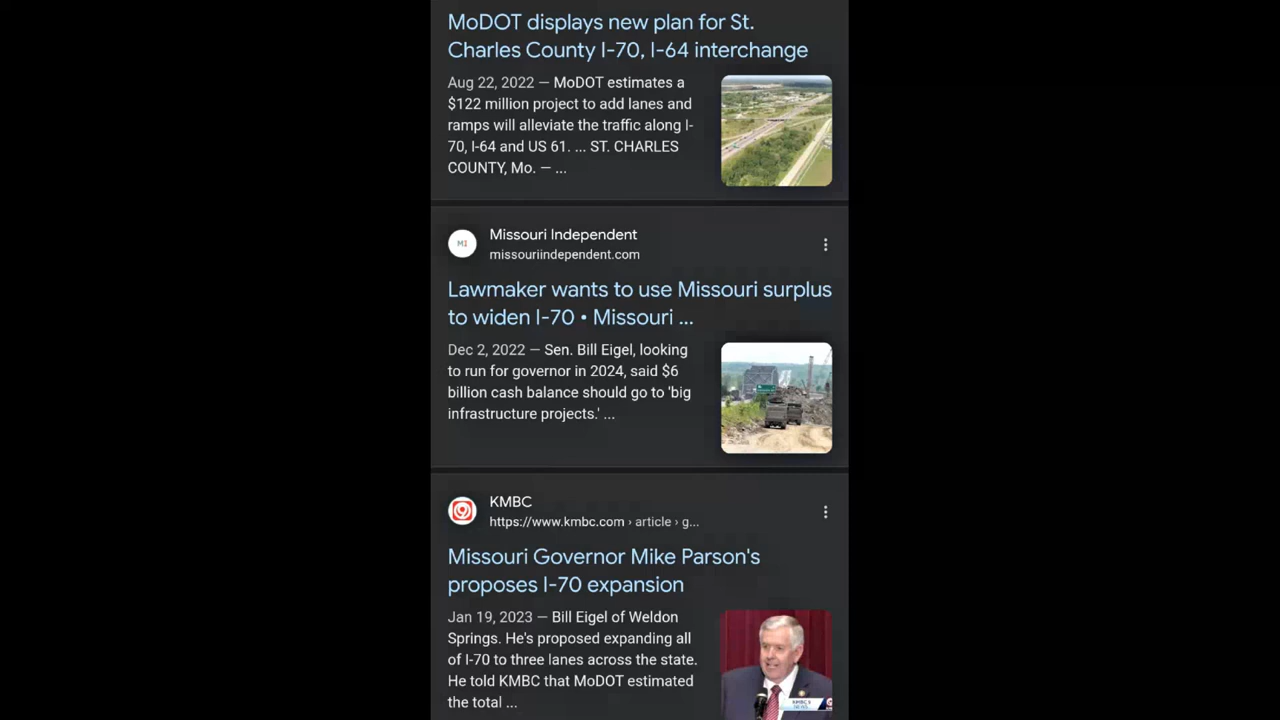 MoDOT displays new plan for St.
Charles County I-70, I-64 interchange
Aug 22, 2022 — MoDOT estimates a
$122 million project to add lanes and
ramps will alleviate the traffic along I-
70, I-64 and US 61. ... ST. CHARLES
COUNTY, Mo. — ...
MI
Missouri Independent
missouriindependent.com
Lawmaker wants to use Missouri surplus
to widen I-70 • Missouri ...
Dec 2, 2022 — Sen. Bill Eigel, looking
to run for governor in 2024, said $6
billion cash balance should go to 'big
infrastructure projects.' ...
9
KMBC
https://www.kmbc.com › article › g...
Missouri Governor Mike Parson's
proposes I-70 expansion
Jan 19, 2023 — Bill Eigel of Weldon
Springs. He's proposed expanding all
of I-70 to three lanes across the state.
He told KMBC that MoDOT estimated
the total ...
KMBC 9
NEWS